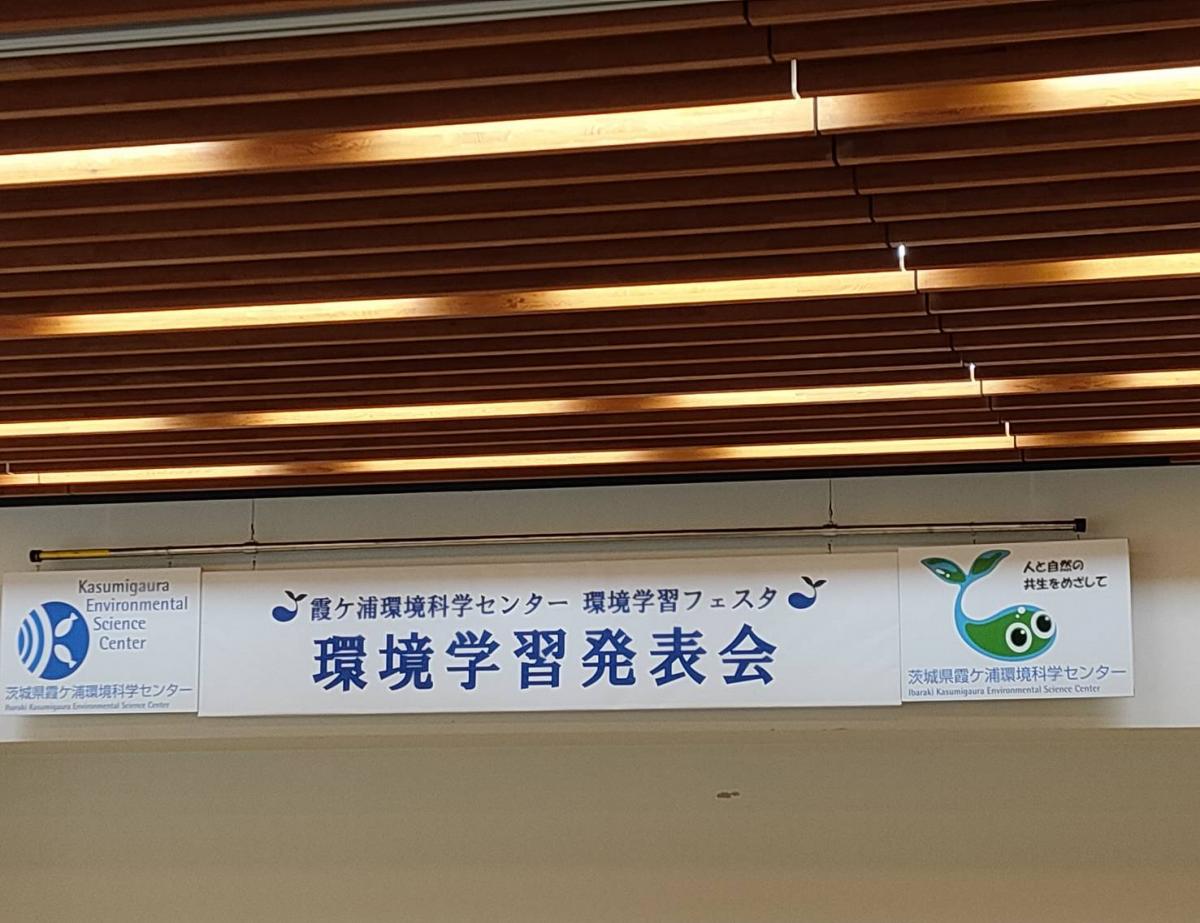 Kasumigaura
Environmental
Science
Center
茨城県霞ケ浦環境科学センター
Ibaraki Kasumigaura Environmental Science Center
霞ケ浦環境科学センター 環境学習フェスタ
環境学習発表会
人と自然の
共生をめざして
茨城県霞ケ浦環境科学センター
Ibaraki Kasumigaura Environmental Science Center